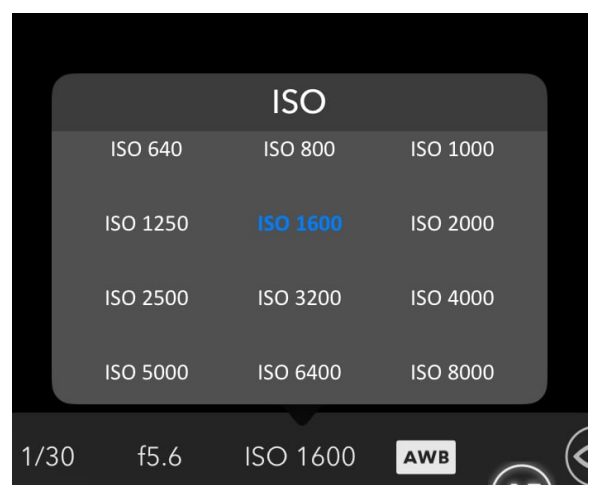 ISO
ISO 640 ISO 800 ISO 1000
ISO 1250 ISO 1600 ISO 2000
ISO 2500 ISO 3200 ISO 4000
ISO 5000 ISO 6400 ISO 8000
1/30 f5.6 ISO 1600 AWB